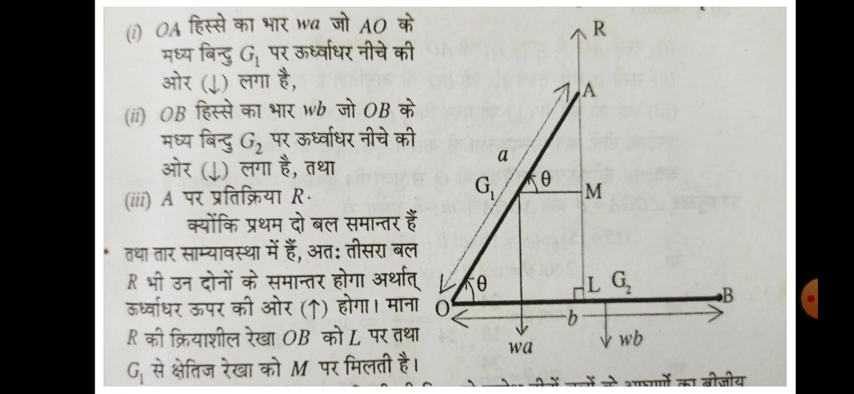 (i) OA हिस्से का भार wa जो AO के
मध्य बिन्दु G₁ पर ऊर्ध्वाधर नीचे की
ओर (↓) लगा है,
(ii) OB हिस्से का भार wb जो OB के
मध्य बिन्दु G₂ पर ऊर्ध्वाधर नीचे की
ओर (↓) लगा है, तथा
(iii) A पर प्रतिक्रिया R·
क्योंकि प्रथम दो बल समान्तर हैं
तथा तार साम्यावस्था में हैं, अतः तीसरा बल
R भी उन दोनों के समान्तर होगा अर्थात्
ऊर्ध्वाधर ऊपर की ओर (↑) होगा। माना
R की क्रियाशील रेखा OB को L पर तथा
G₁ से क्षैतिज रेखा को M पर मिलती है।
R
A
a
G₁
θ
M
θ
L
G₂
O
B
b
wa
wb